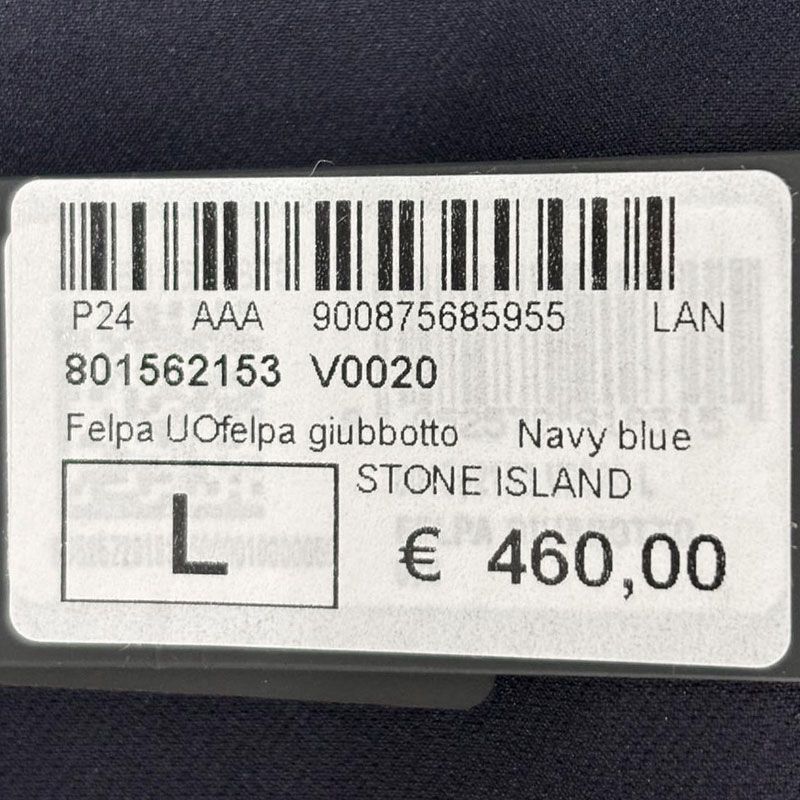 P24 AAA 900875685955 LAN
801562153 V0020
Felpa UOfelpa giubbotto Navy blue
STONE ISLAND
L
€ 460,00